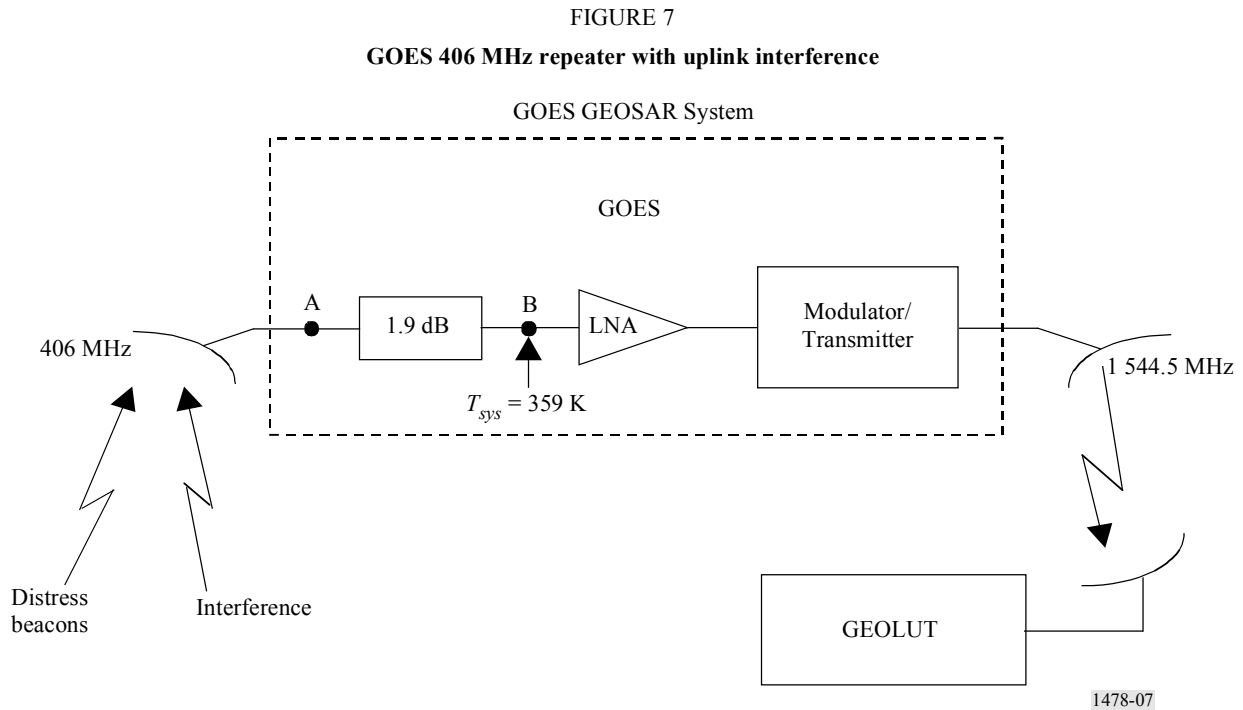 FIGURE 7
GOES 406 MHz repeater with uplink interference
GOES GEOSAR System
GOES
A
1.9 dB
B
LNA
Modulator/
Transmitter
406 MHz
1 544.5 MHz
Tsys = 359 K
Distress
beacons
Interference
GEOLUT
1478-07